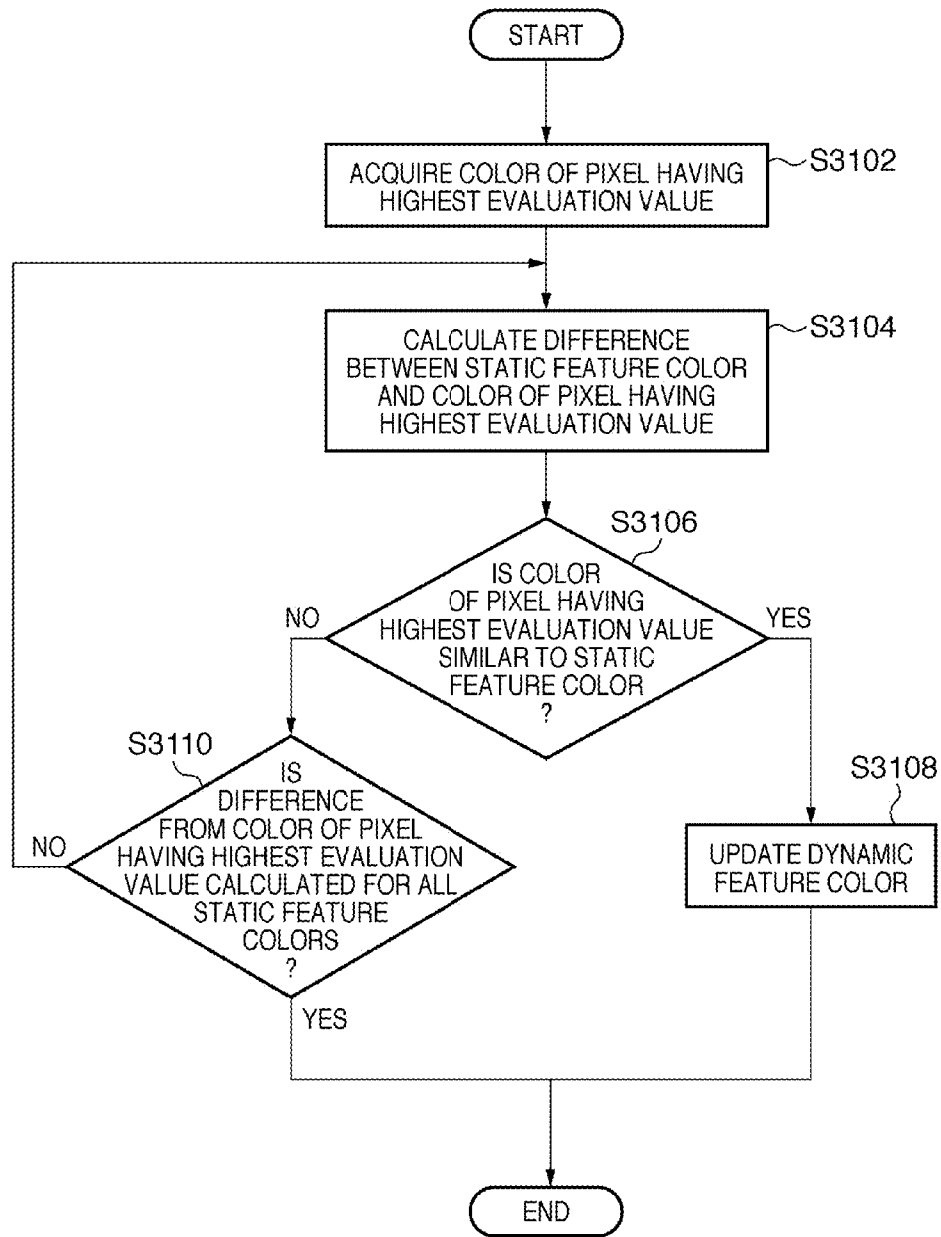 START
ACQUIRE COLOR OF PIXEL HAVING
HIGHEST EVALUATION VALUE
S3102
CALCULATE DIFFERENCE
BETWEEN STATIC FEATURE COLOR
AND COLOR OF PIXEL HAVING
HIGHEST EVALUATION VALUE
S3104
S3106
IS COLOR
OF PIXEL HAVING
HIGHEST EVALUATION VALUE
SIMILAR TO STATIC
FEATURE COLOR
?
NO
YES
S3110
IS
DIFFERENCE
FROM COLOR OF PIXEL
HAVING HIGHEST EVALUATION
VALUE CALCULATED FOR ALL
STATIC FEATURE
COLORS
?
NO
YES
S3108
UPDATE DYNAMIC
FEATURE COLOR
END